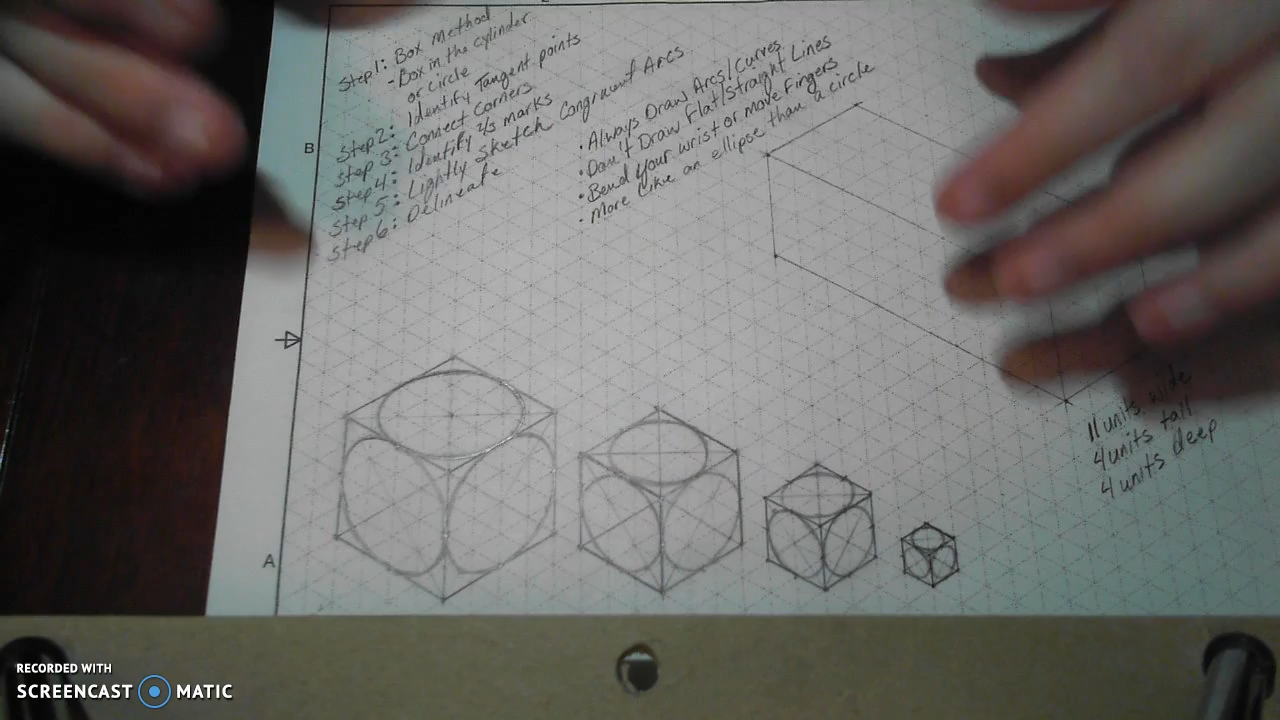 Step 1: Box Method
- Box in the cylinder
or circle
Step 2: Identify Tangent points
Step 3: Connect Corners
Step 4: Identify 2/3 marks
Step 5: Lightly Sketch Congruent Arcs
Step 6: Delineate
• Always Draw Arcs/Curves
• Don't Draw Flat/Straight Lines
• Bend your wrist or move fingers
• More like an ellipse than a circle
B
A
11 units wide
4 units tall
4 units deep
RECORDED WITH
SCREENCAST MATIC